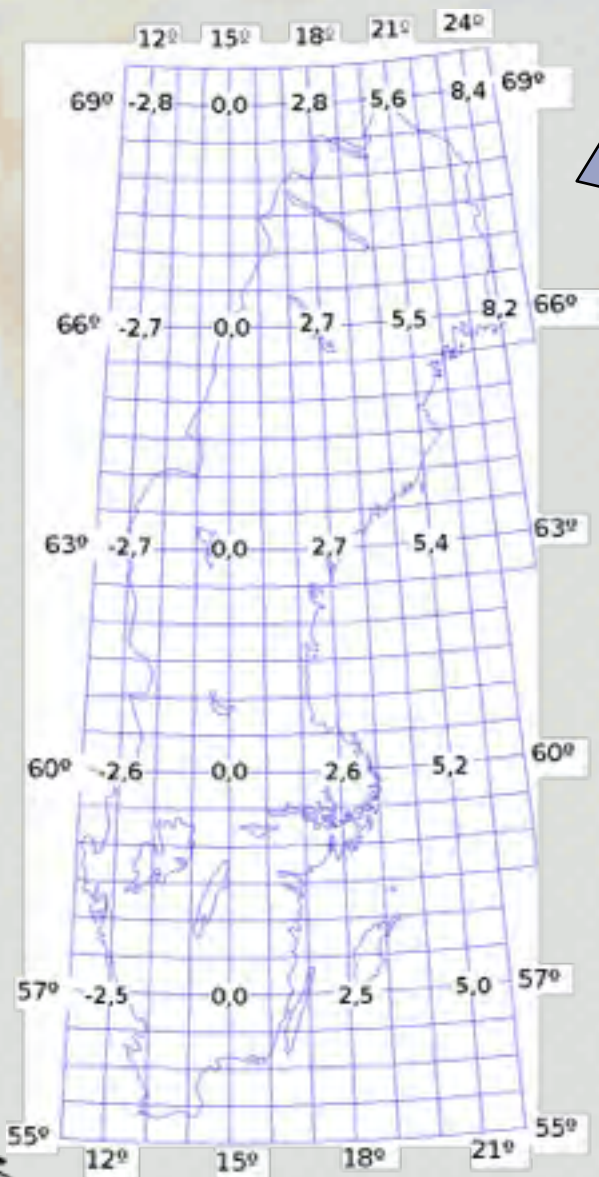 12º 15º 18º 21º 24º
69º -2,8 0,0 2,8 5,6 8,4 69º
66º -2,7 0,0 2,7 5,5 8,2 66º
63º -2,7 0,0 2,7 5,4 63º
60º -2,6 0,0 2,6 5,2 60º
57º -2,5 0,0 2,5 5,0 57º
55º 55º
12º 15º 18º 21º